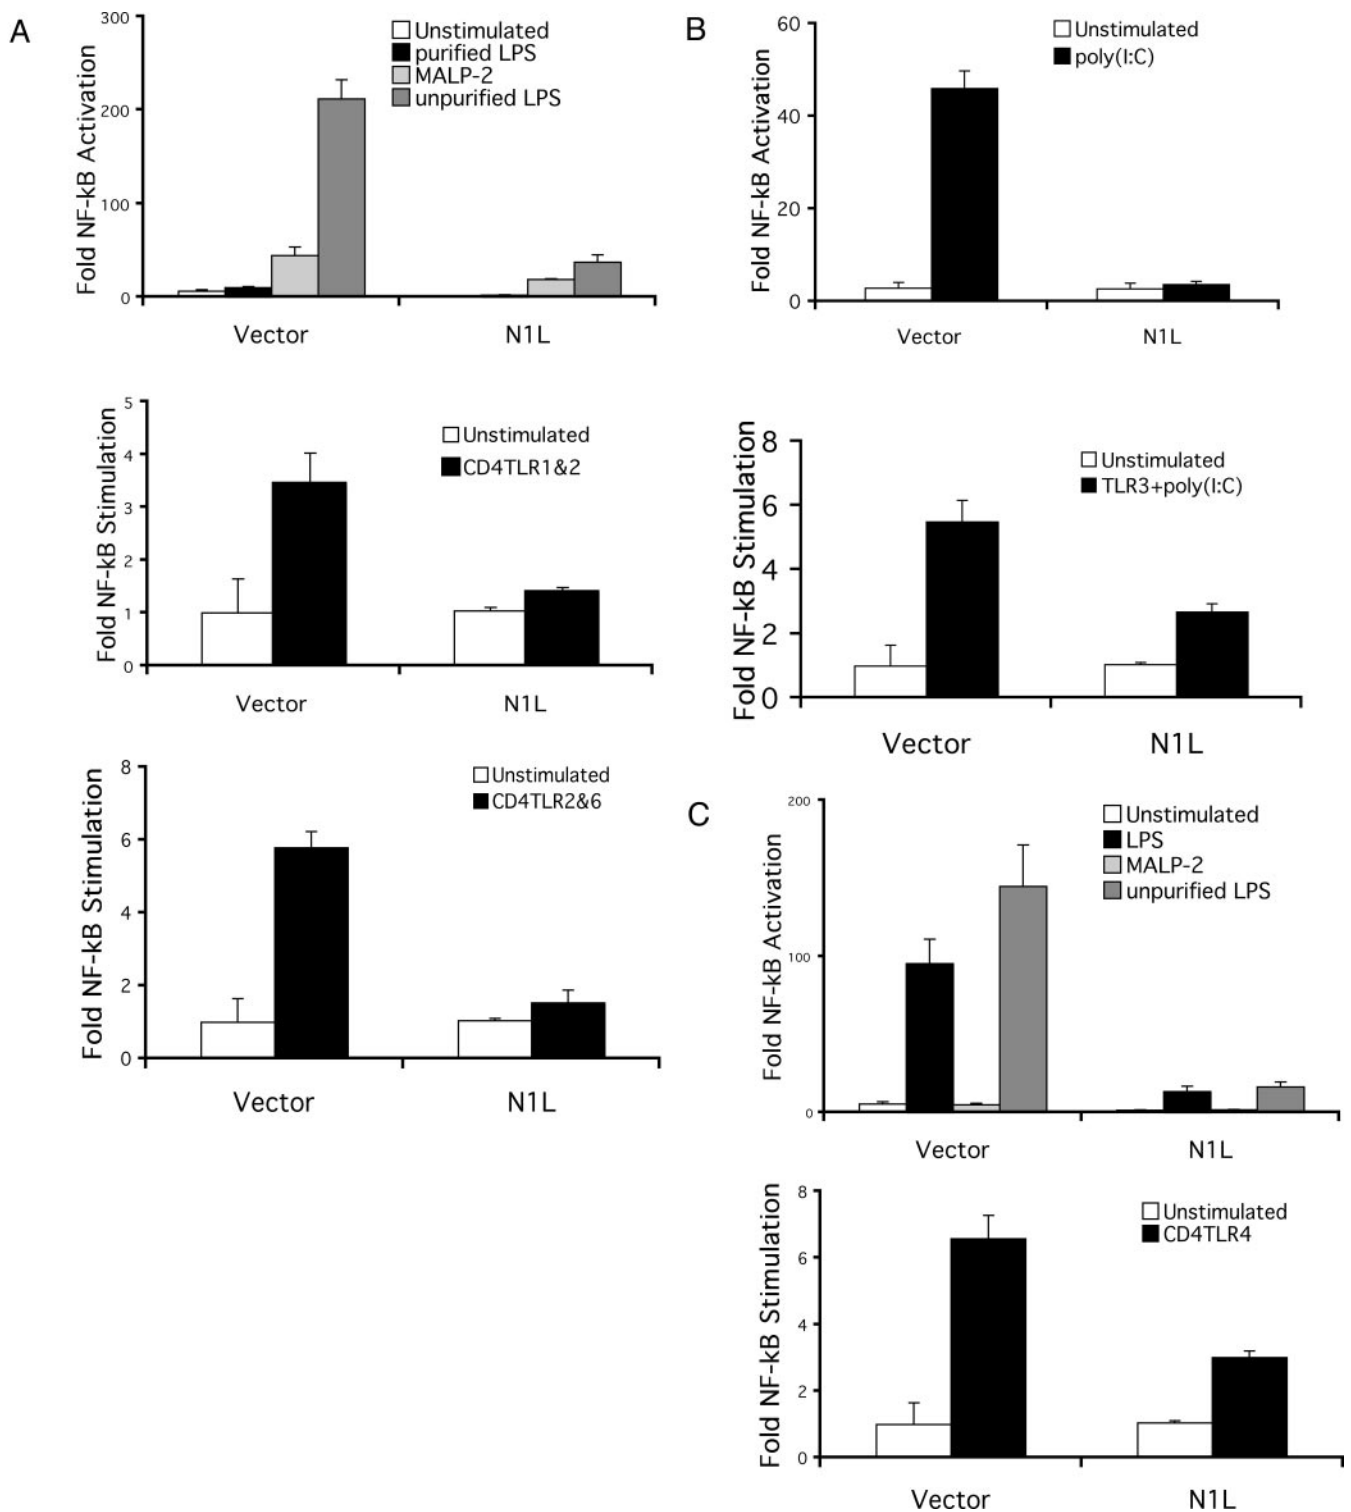 A
Fold NF-kB Activation
300
200
100
0
Unstimulated
purified LPS
MALP-2
unpurified LPS
Vector
N1L
Fold NF-kB Stimulation
5
4
3
2
1
0
Unstimulated
CD4TLR1&2
Vector
N1L
Fold NF-kB Stimulation
8
6
4
2
0
Unstimulated
CD4TLR2&6
Vector
N1L
B
Fold NF-kB Activation
60
40
20
0
Unstimulated
poly(I:C)
Vector
N1L
Fold NF-kB Stimulation
8
6
4
2
0
Unstimulated
TLR3+poly(I:C)
Vector
N1L
C
Fold NF-kB Activation
200
100
0
Unstimulated
LPS
MALP-2
unpurified LPS
Vector
N1L
Fold NF-kB Stimulation
8
6
4
2
0
Unstimulated
CD4TLR4
Vector
N1L